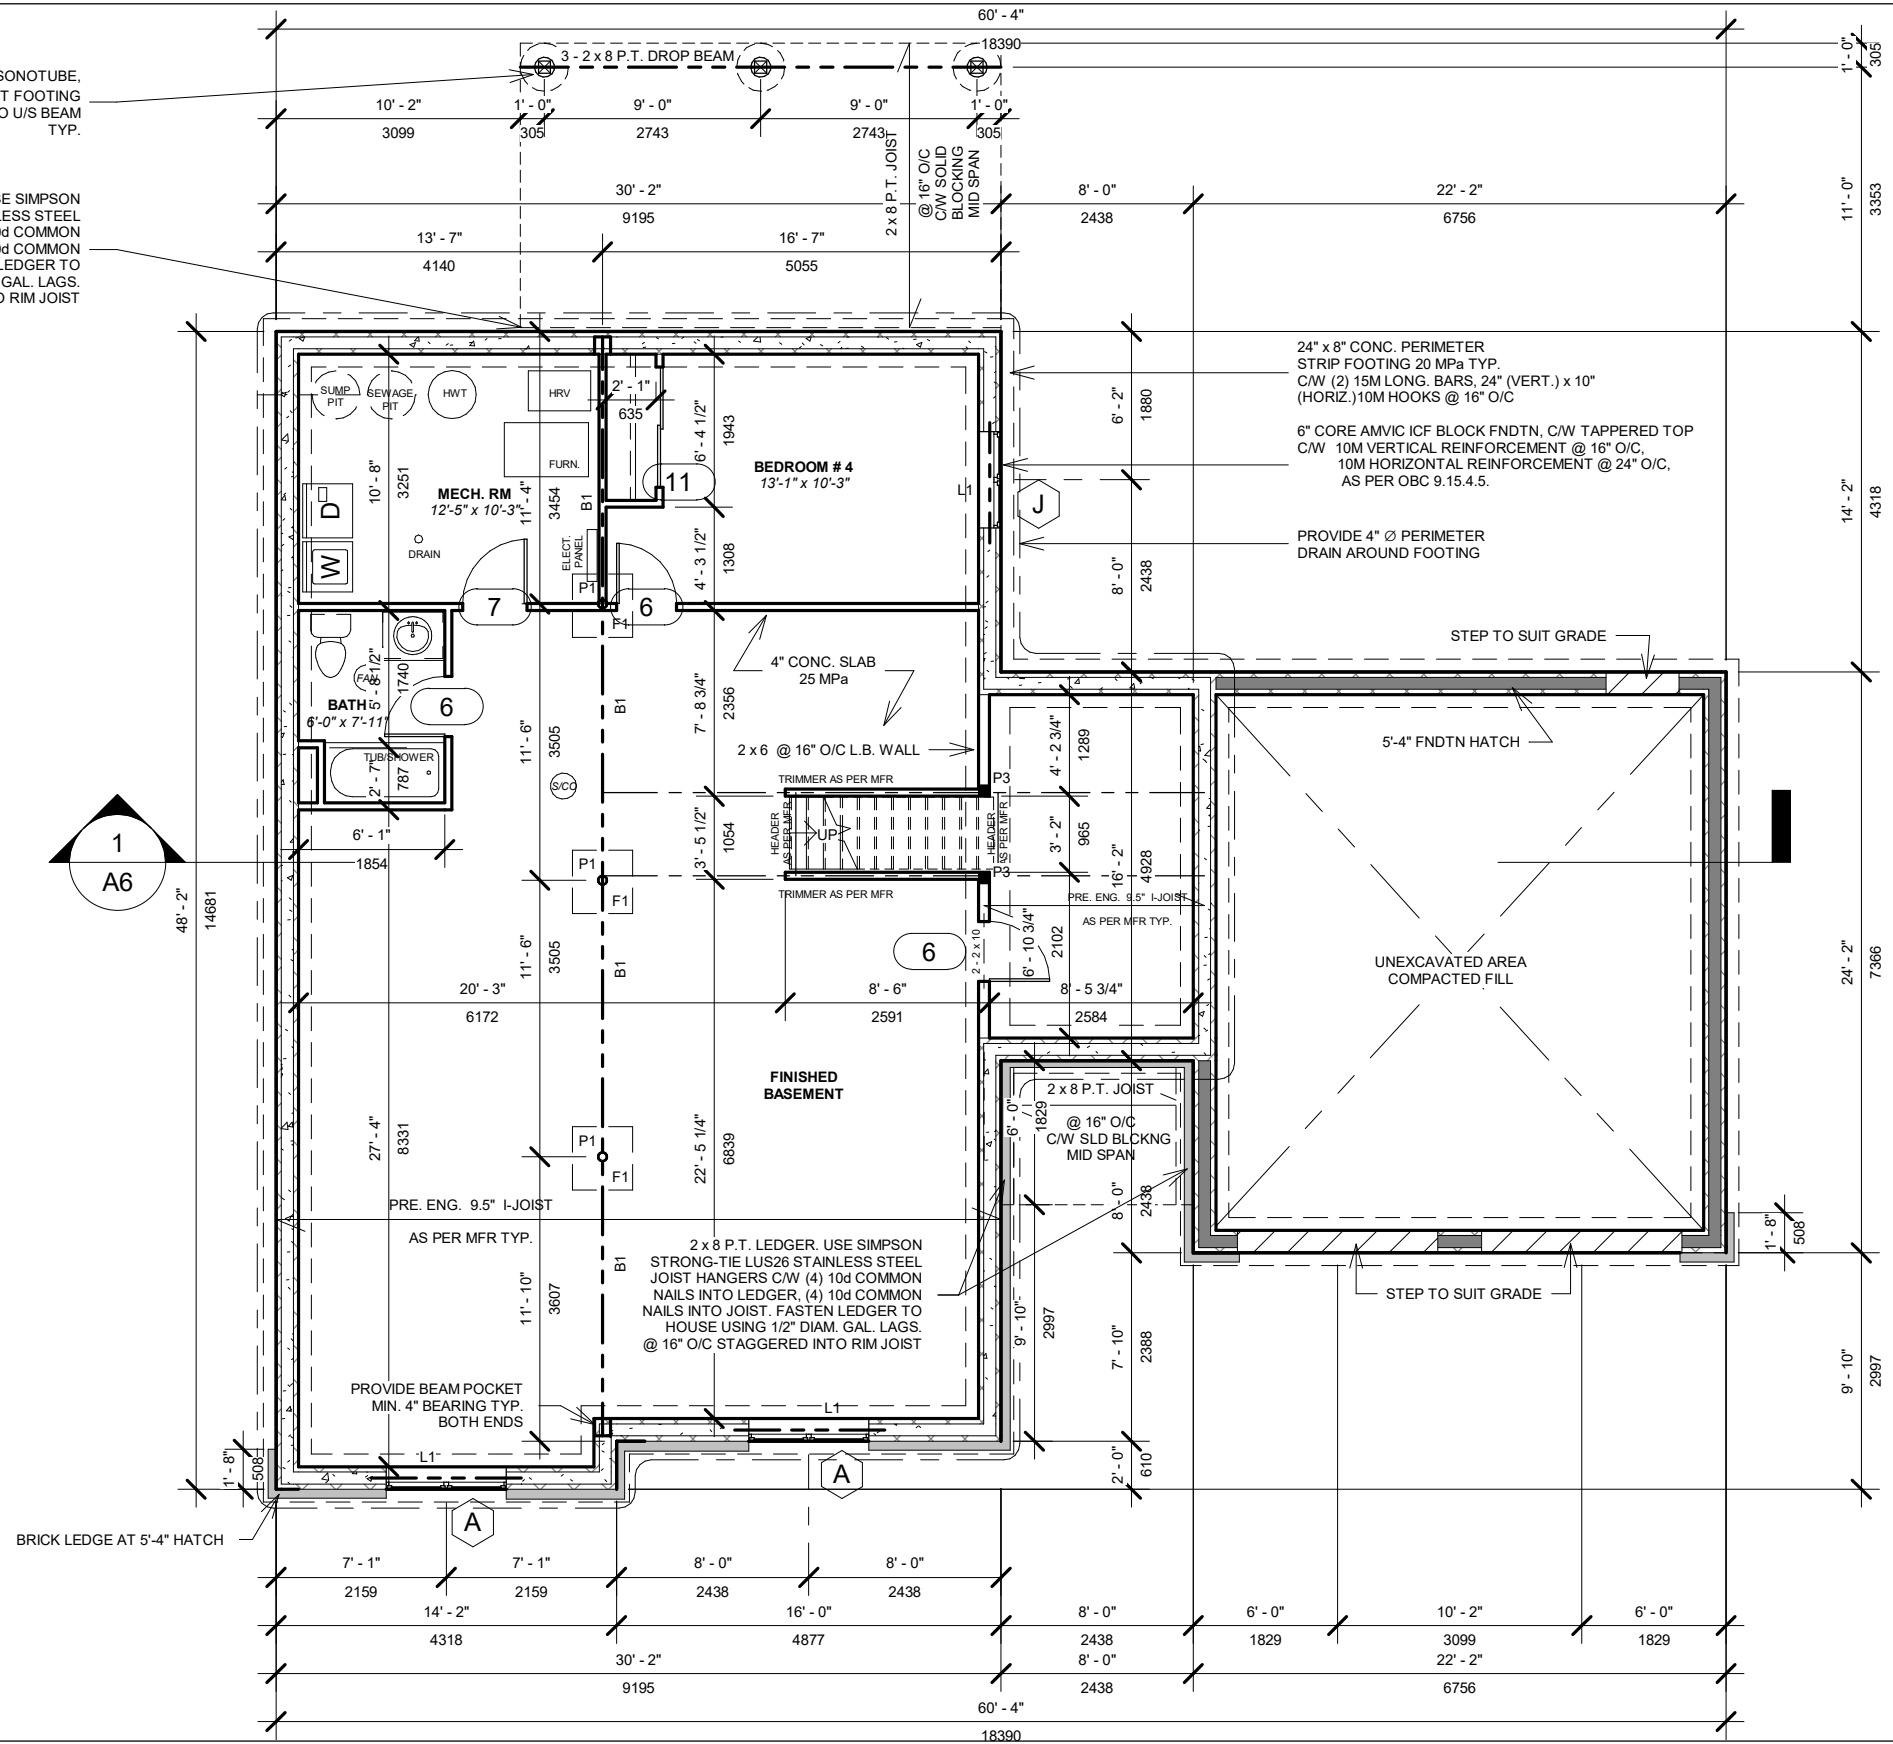 60' - 4"
18390
3 - 2 x 8 P.T. DROP BEAM
1' - 0"
305
SONOTUBE,
T FOOTING
O U/S BEAM
TYP.
10' - 2"
3099
1'- 0"
305
9' - 0"
2743
9' - 0"
2743
1' - 0"
305
2 x 8 P.T. JOIST
@ 16" O/C
C/W SOLID
BLOCKING
MID SPAN
30' - 2"
9195
8' - 0"
2438
22' - 2"
6756
11' - 0"
3353
SE SIMPSON
LESS STEEL
0d COMMON
0d COMMON
LEDGER TO
GAL. LAGS.
O RIM JOIST
13' - 7"
4140
16' - 7"
5055
24" x 8" CONC. PERIMETER
STRIP FOOTING 20 MPa TYP.
C/W (2) 15M LONG. BARS, 24" (VERT.) x 10"
(HORIZ.)10M HOOKS @ 16" O/C
6" CORE AMVIC ICF BLOCK FNDTN, C/W TAPPERED TOP
C/W 10M VERTICAL REINFORCEMENT @ 16" O/C,
10M HORIZONTAL REINFORCEMENT @ 24" O/C,
AS PER OBC 9.15.4.5.
PROVIDE 4" Ø PERIMETER
DRAIN AROUND FOOTING
SUMP
PIT
SEWAGE
PIT
HWT
HRV
FURN.
2' - 1"
635
6' - 4 1/2"
1943
6' - 2"
1880
10' - 8"
3251
MECH. RM
12'-5" x 10'-3"
11' - 4"
3454
B1
11
BEDROOM # 4
13'-1" x 10'-3"
L1
J
14' - 2"
4318
D
W
DRAIN
ELECT.
PANEL
4' - 3 1/2"
1308
8' - 0"
2438
7
P1
F1
6
STEP TO SUIT GRADE
5' - 8 1/2"
1740
FAN
BATH
6'-0" x 7'-11"
6
TUB/SHOWER
2' - 7"
787
4" CONC. SLAB
25 MPa
7' - 8 3/4"
2356
B1
11' - 6"
3505
S/CO
2 x 6 @ 16" O/C L.B. WALL
4' - 2 3/4"
1289
5'-4" FNDTN HATCH
TRIMMER AS PER MFR
P3
HEADER
AS PER MFR
UP
HEADER
AS PER MFR
3' - 5 1/2"
1054
3' - 2"
965
16' - 2"
4928
1
A6
48' - 2"
14681
6' - 1"
1854
P1
F1
TRIMMER AS PER MFR
P3
PRE. ENG. 9.5" I-JOIST
AS PER MFR TYP.
6
2 - 2 x 10
6' - 10 3/4"
2102
UNEXCAVATED AREA
COMPACTED FILL
24' - 2"
7366
11' - 6"
3505
B1
20' - 3"
6172
8' - 6"
2591
8' - 5 3/4"
2584
FINISHED
BASEMENT
2 x 8 P.T. JOIST
@ 16" O/C
C/W SLD BLCKNG
MID SPAN
6' - 0"
1829
27' - 4"
8331
P1
F1
22' - 5 1/4"
6839
8' - 0"
2438
PRE. ENG. 9.5" I-JOIST
AS PER MFR TYP.
1' - 8"
508
2 x 8 P.T. LEDGER. USE SIMPSON
STRONG-TIE LUS26 STAINLESS STEEL
JOIST HANGERS C/W (4) 10d COMMON
NAILS INTO LEDGER, (4) 10d COMMON
NAILS INTO JOIST. FASTEN LEDGER TO
HOUSE USING 1/2" DIAM. GAL. LAGS.
@ 16" O/C STAGGERED INTO RIM JOIST
B1
11' - 10"
3607
9' - 10"
2997
7' - 10"
2388
STEP TO SUIT GRADE
9' - 10"
2997
PROVIDE BEAM POCKET
MIN. 4" BEARING TYP.
BOTH ENDS
L1
L1
1' - 8"
508
2' - 0"
610
A
A
BRICK LEDGE AT 5'-4" HATCH
7' - 1"
2159
7' - 1"
2159
8' - 0"
2438
8' - 0"
2438
14' - 2"
4318
16' - 0"
4877
8' - 0"
2438
6' - 0"
1829
10' - 2"
3099
6' - 0"
1829
30' - 2"
9195
8' - 0"
2438
22' - 2"
6756
60' - 4"
18390